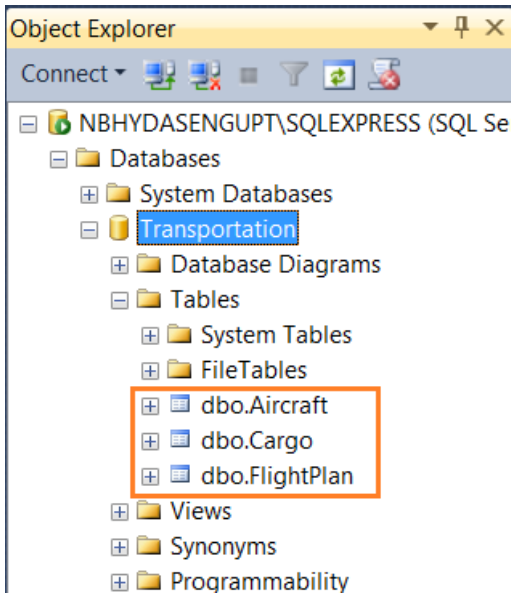 Object Explorer
Connect
NBHYDASENGUPT\SQLEXPRESS (SQL Se
Databases
System Databases
Transportation
Database Diagrams
Tables
System Tables
FileTables
dbo.Aircraft
dbo.Cargo
dbo.FlightPlan
Views
Synonyms
Programmability